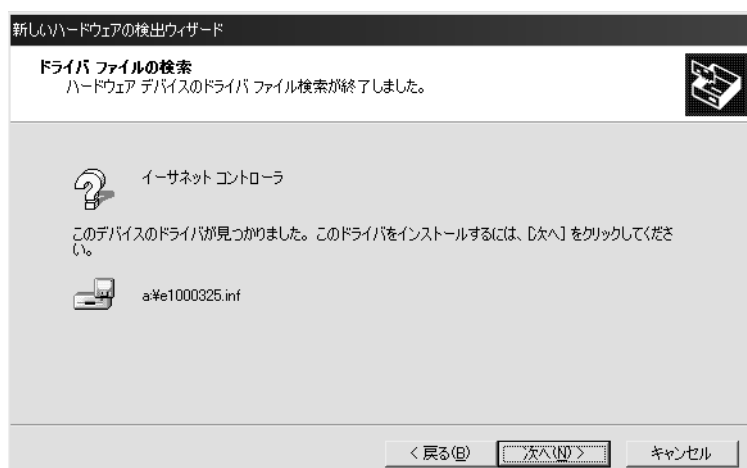 新しいハードウェアの検出ウィザード
ドライバ ファイルの検索
ハードウェア デバイスのドライバ ファイル検索が終了しました。
イーサネット コントローラ
このデバイスのドライバが見つかりました。このドライバをインストールするには、[次へ] をクリックしてくださ
い。
a:¥e1000325.inf
< 戻る(B) 次へ(N) > キャンセル